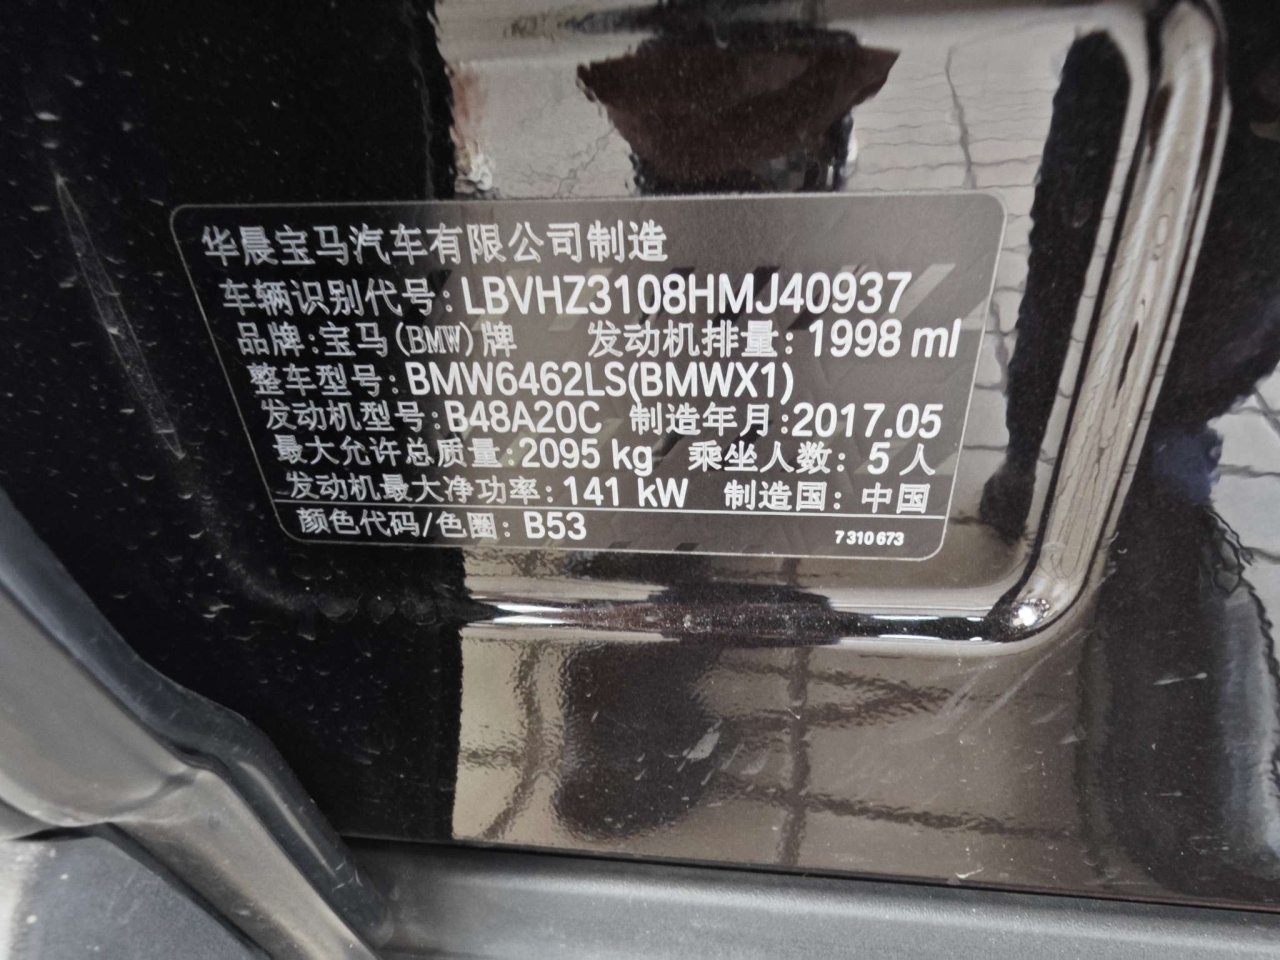 华晨宝马汽车有限公司制造
车辆识别代号:LBVHZ3108HMJ40937
品牌:宝马(BMW)牌 发动机排量:1998 ml
整车型号:BMW6462LS(BMWX1)
发动机型号:B48A20C 制造年月:2017.05
最大允许总质量:2095 kg 乘坐人数:5人
发动机最大净功率:141 kW 制造国:中国
颜色代码/色圈:B53 7310673